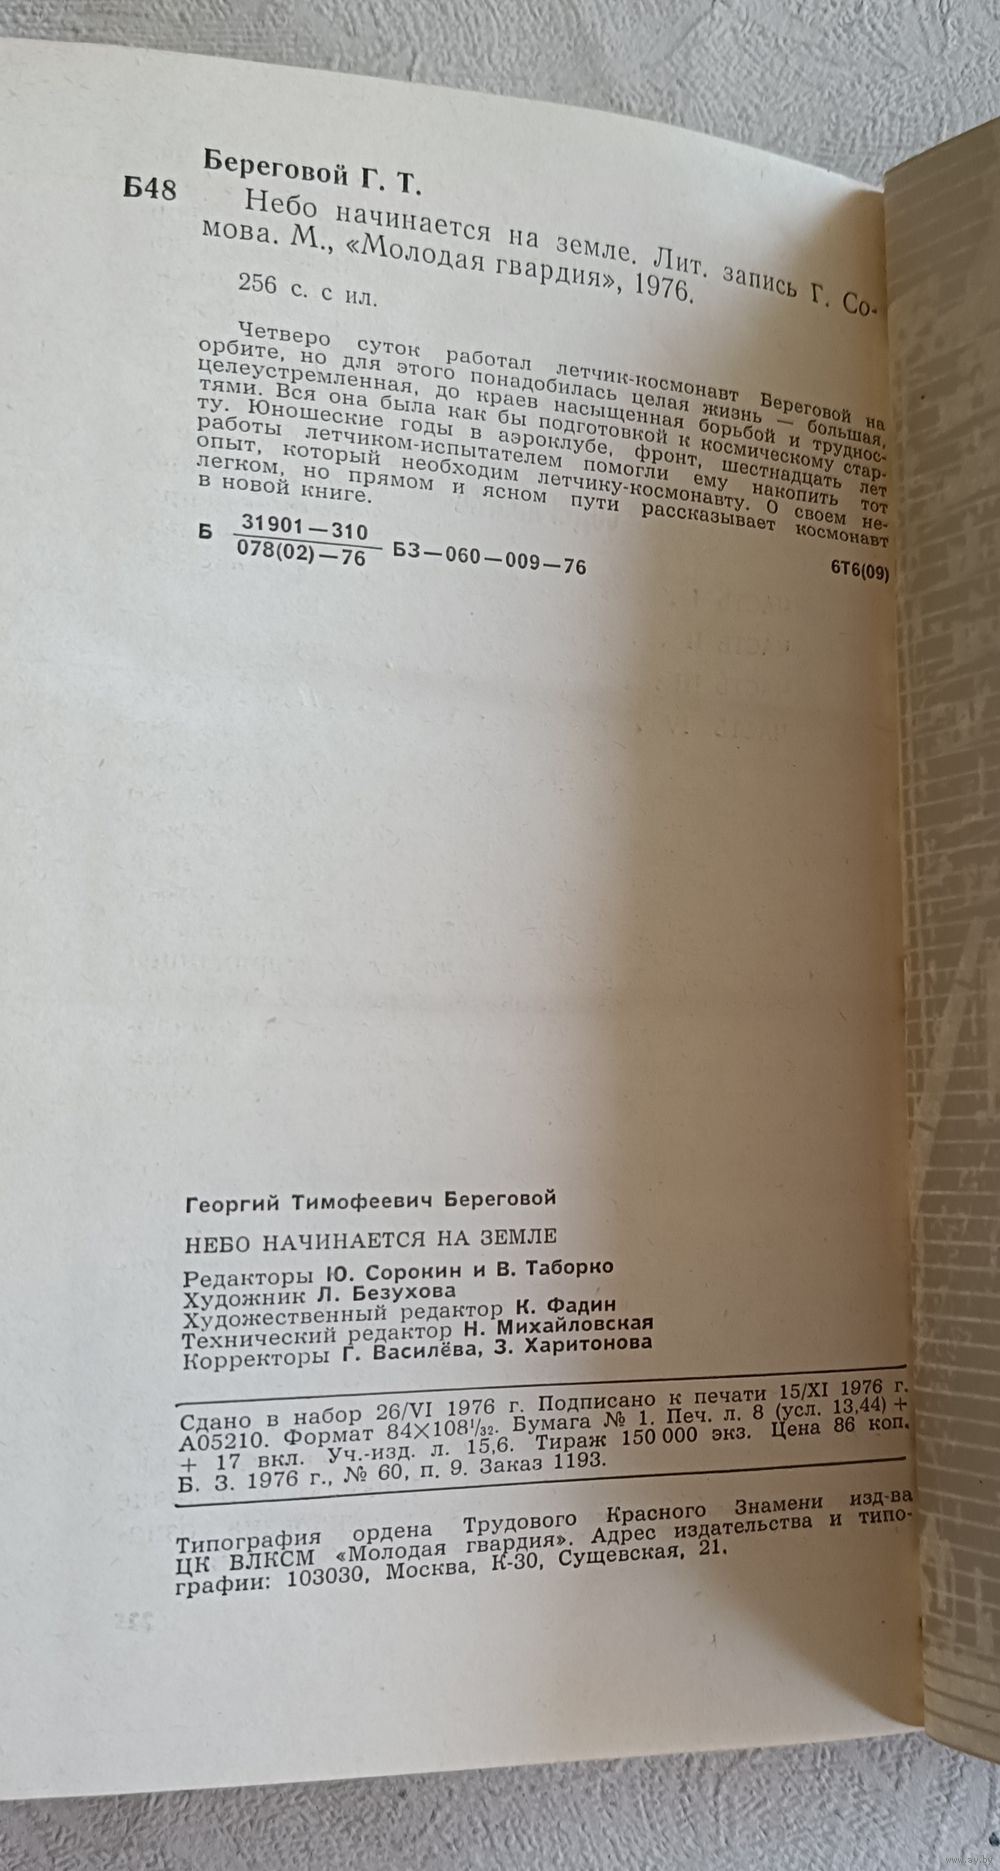 Береговой Г. Т.
Б48
Небо начинается на земле. Лит. запись Г. Со-
мова. М., «Молодая гвардия», 1976.
256 с. с ил.
Четверо суток работал летчик-космонавт Береговой на
орбите, но для этого понадобилась целая жизнь — большая,
целеустремленная, до краев насыщенная борьбой и труднос-
тями. Вся она была как бы подготовкой к космическому стар-
ту. Юношеские годы в аэроклубе, фронт, шестнадцать лет
работы летчиком-испытателем помогли ему накопить тот
опыт, который необходим летчику-космонавту. О своем не-
легком, но прямом и ясном пути рассказывает космонавт
в новой книге.
Б 31901—310
078(02)—76 БЗ—060—009—76 6Т6(09)
Георгий Тимофеевич Береговой
НЕБО НАЧИНАЕТСЯ НА ЗЕМЛЕ
Редакторы Ю. Сорокин и В. Таборко
Художник Л. Безухова
Художественный редактор К. Фадин
Технический редактор Н. Михайловская
Корректоры Г. Василёва, З. Харитонова
Сдано в набор 26/VI 1976 г. Подписано к печати 15/XI 1976 г.
А05210. Формат 84×108 1/32. Бумага № 1. Печ. л. 8 (усл. 13,44) +
+ 17 вкл. Уч.-изд. л. 15,6. Тираж 150 000 экз. Цена 86 коп.
Б. З. 1976 г., № 60, п. 9. Заказ 1193.
Типография ордена Трудового Красного Знамени изд-ва
ЦК ВЛКСМ «Молодая гвардия». Адрес издательства и типо-
графии: 103030, Москва, К-30, Сущевская, 21.
www.ay.by